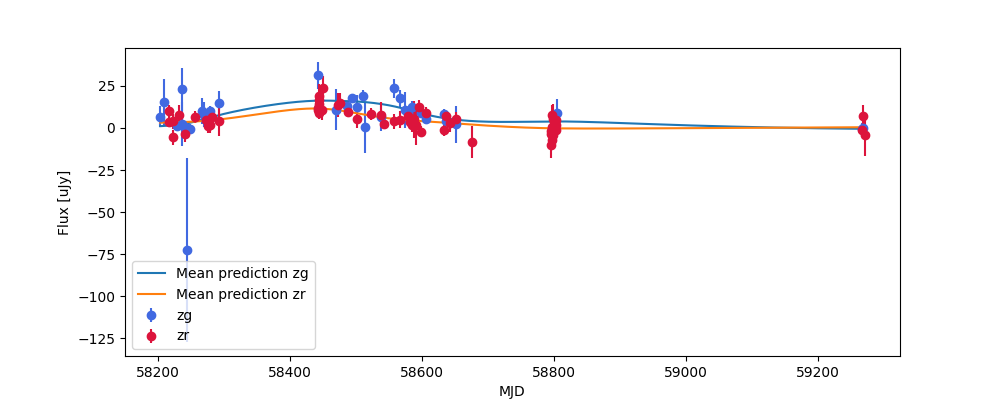 Flux [uJy]
25
0
−25
−50
−75
−100
−125
Mean prediction zg
Mean prediction zr
zg
zr
58200 58400 58600 58800 59000 59200
MJD